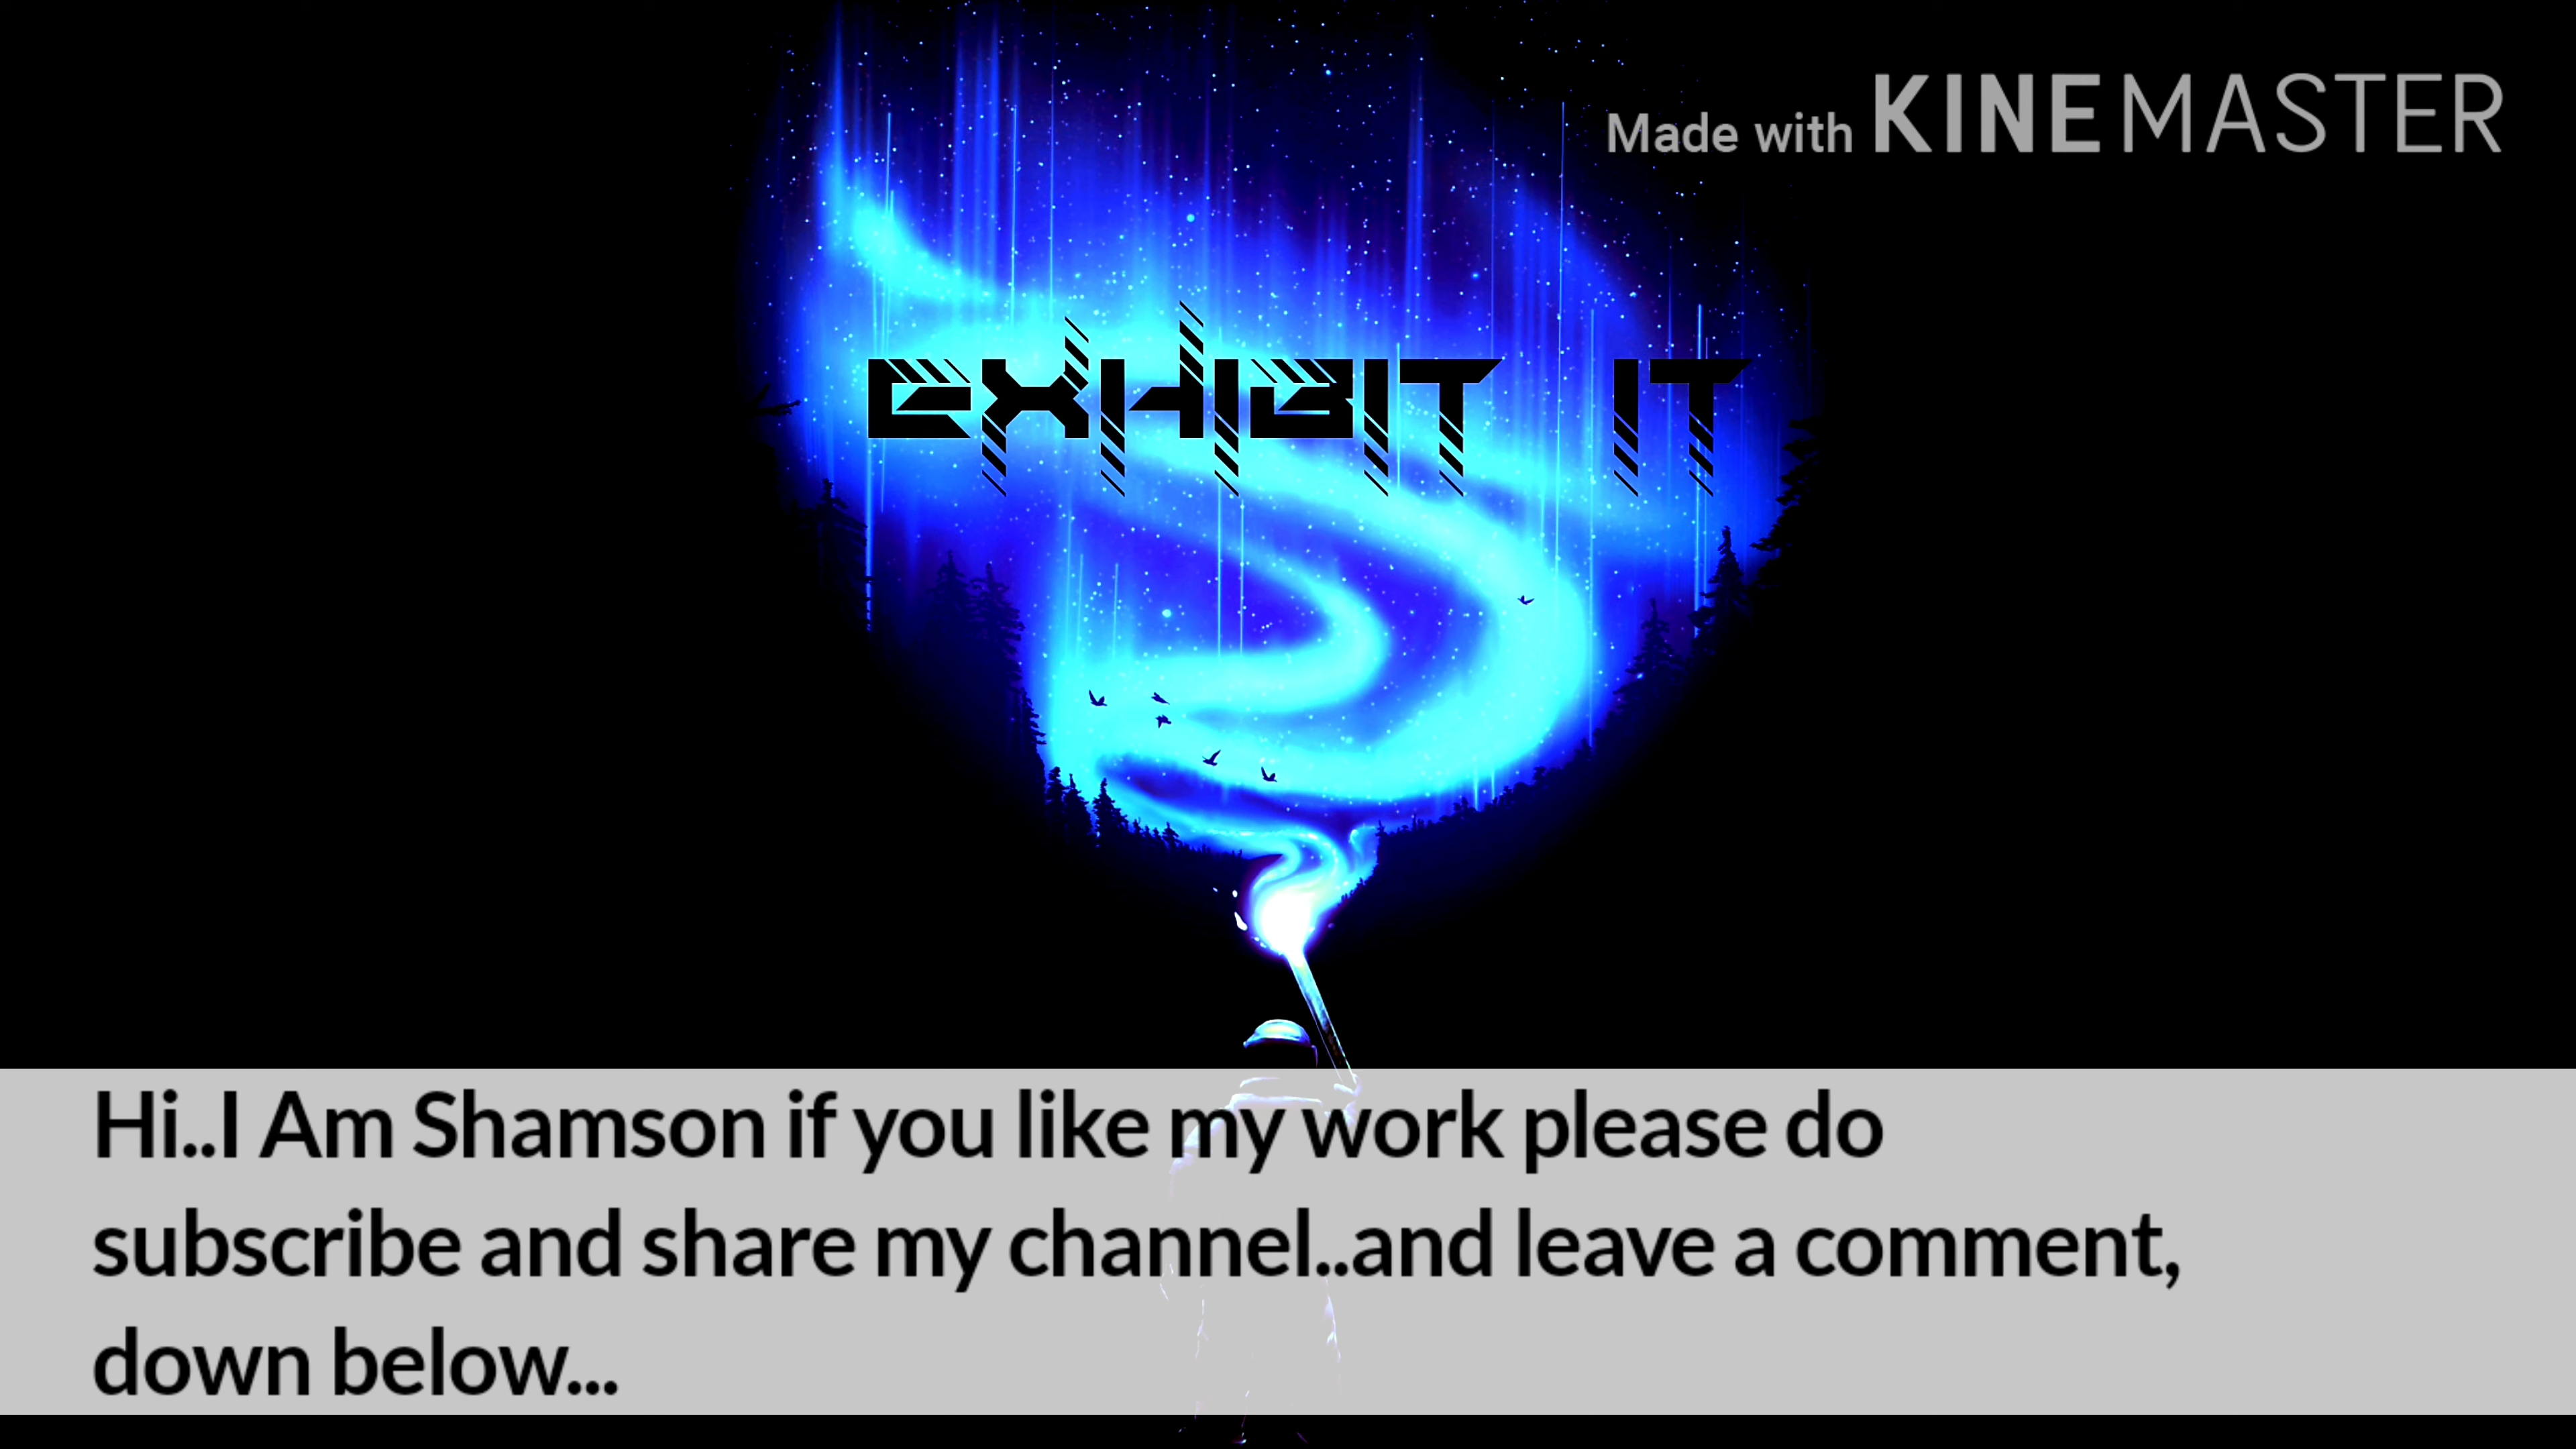 Made with KINEMASTER
EXHIBIT IT
Hi..I Am Shamson if you like my work please do
subscribe and share my channel..and leave a comment,
down below...